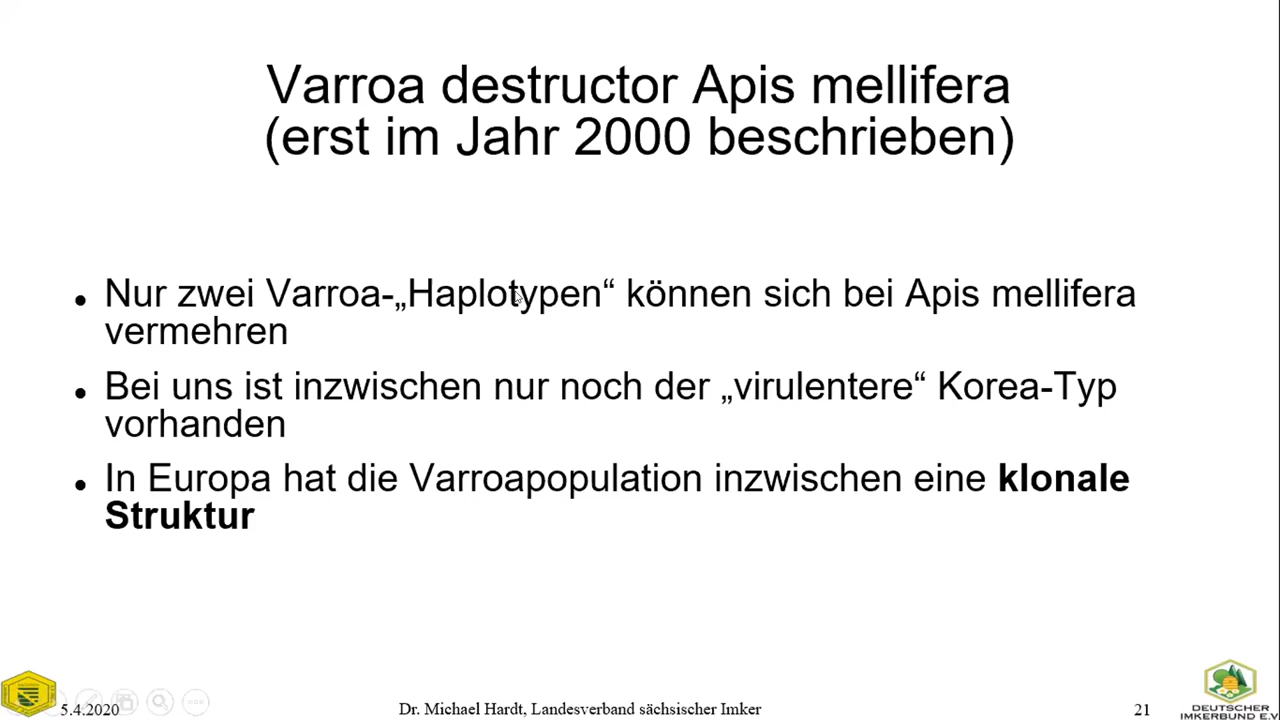 Varroa destructor Apis mellifera
(erst im Jahr 2000 beschrieben)
Nur zwei Varroa-„Haplotypen“ können sich bei Apis mellifera
vermehren
Bei uns ist inzwischen nur noch der „virulentere“ Korea-Typ
vorhanden
In Europa hat die Varroapopulation inzwischen eine klonale
Struktur
5.4.2020
Dr. Michael Hardt, Landesverband sächsischer Imker
21
DEUTSCHER
IMKERBUND E.V